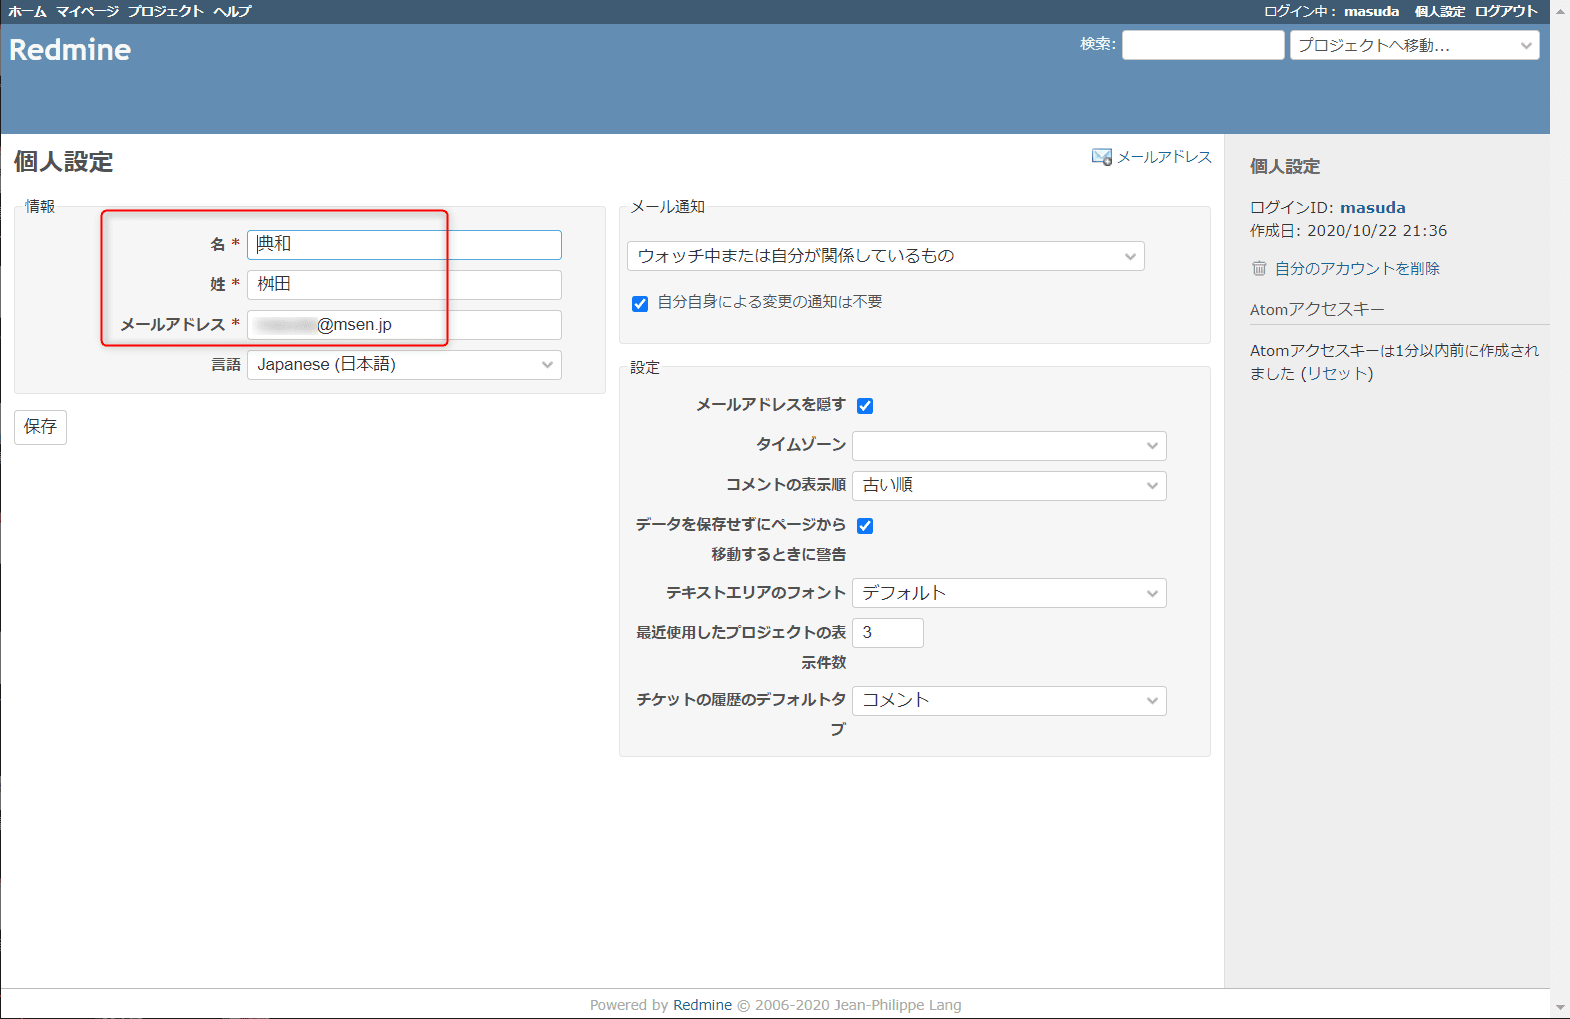 ホーム マイページ プロジェクト ヘルプ
ログイン中： masuda 個人設定 ログアウト
Redmine
検索: プロジェクトへ移動...
個人設定
メールアドレス
情報
名 * 典和
姓 * 桝田
メールアドレス * @msen.jp
言語 Japanese (日本語)
保存
メール通知
ウォッチ中または自分が関係しているもの
自分自身による変更の通知は不要
設定
メールアドレスを隠す
タイムゾーン
コメントの表示順 古い順
データを保存せずにページから
移動するときに警告
テキストエリアのフォント デフォルト
最近使用したプロジェクトの表 3
示件数
チケットの履歴のデフォルトタ コメント
ブ
個人設定
ログインID: masuda
作成日: 2020/10/22 21:36
自分のアカウントを削除
Atomアクセスキー
Atomアクセスキーは1分以内前に作成され
ました (リセット)
Powered by Redmine © 2006-2020 Jean-Philippe Lang